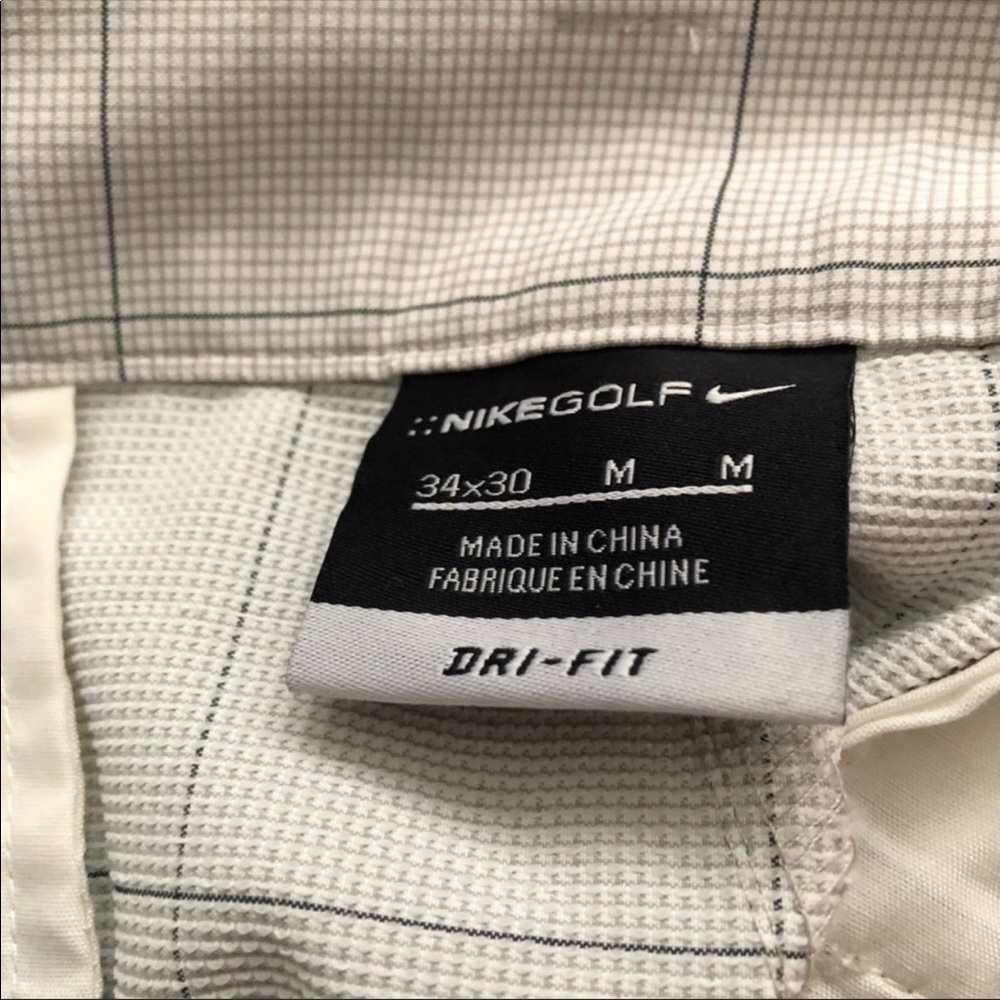 ::NIKEGOLF
34x30 M M
MADE IN CHINA
FABRIQUE EN CHINE
DRI-FIT